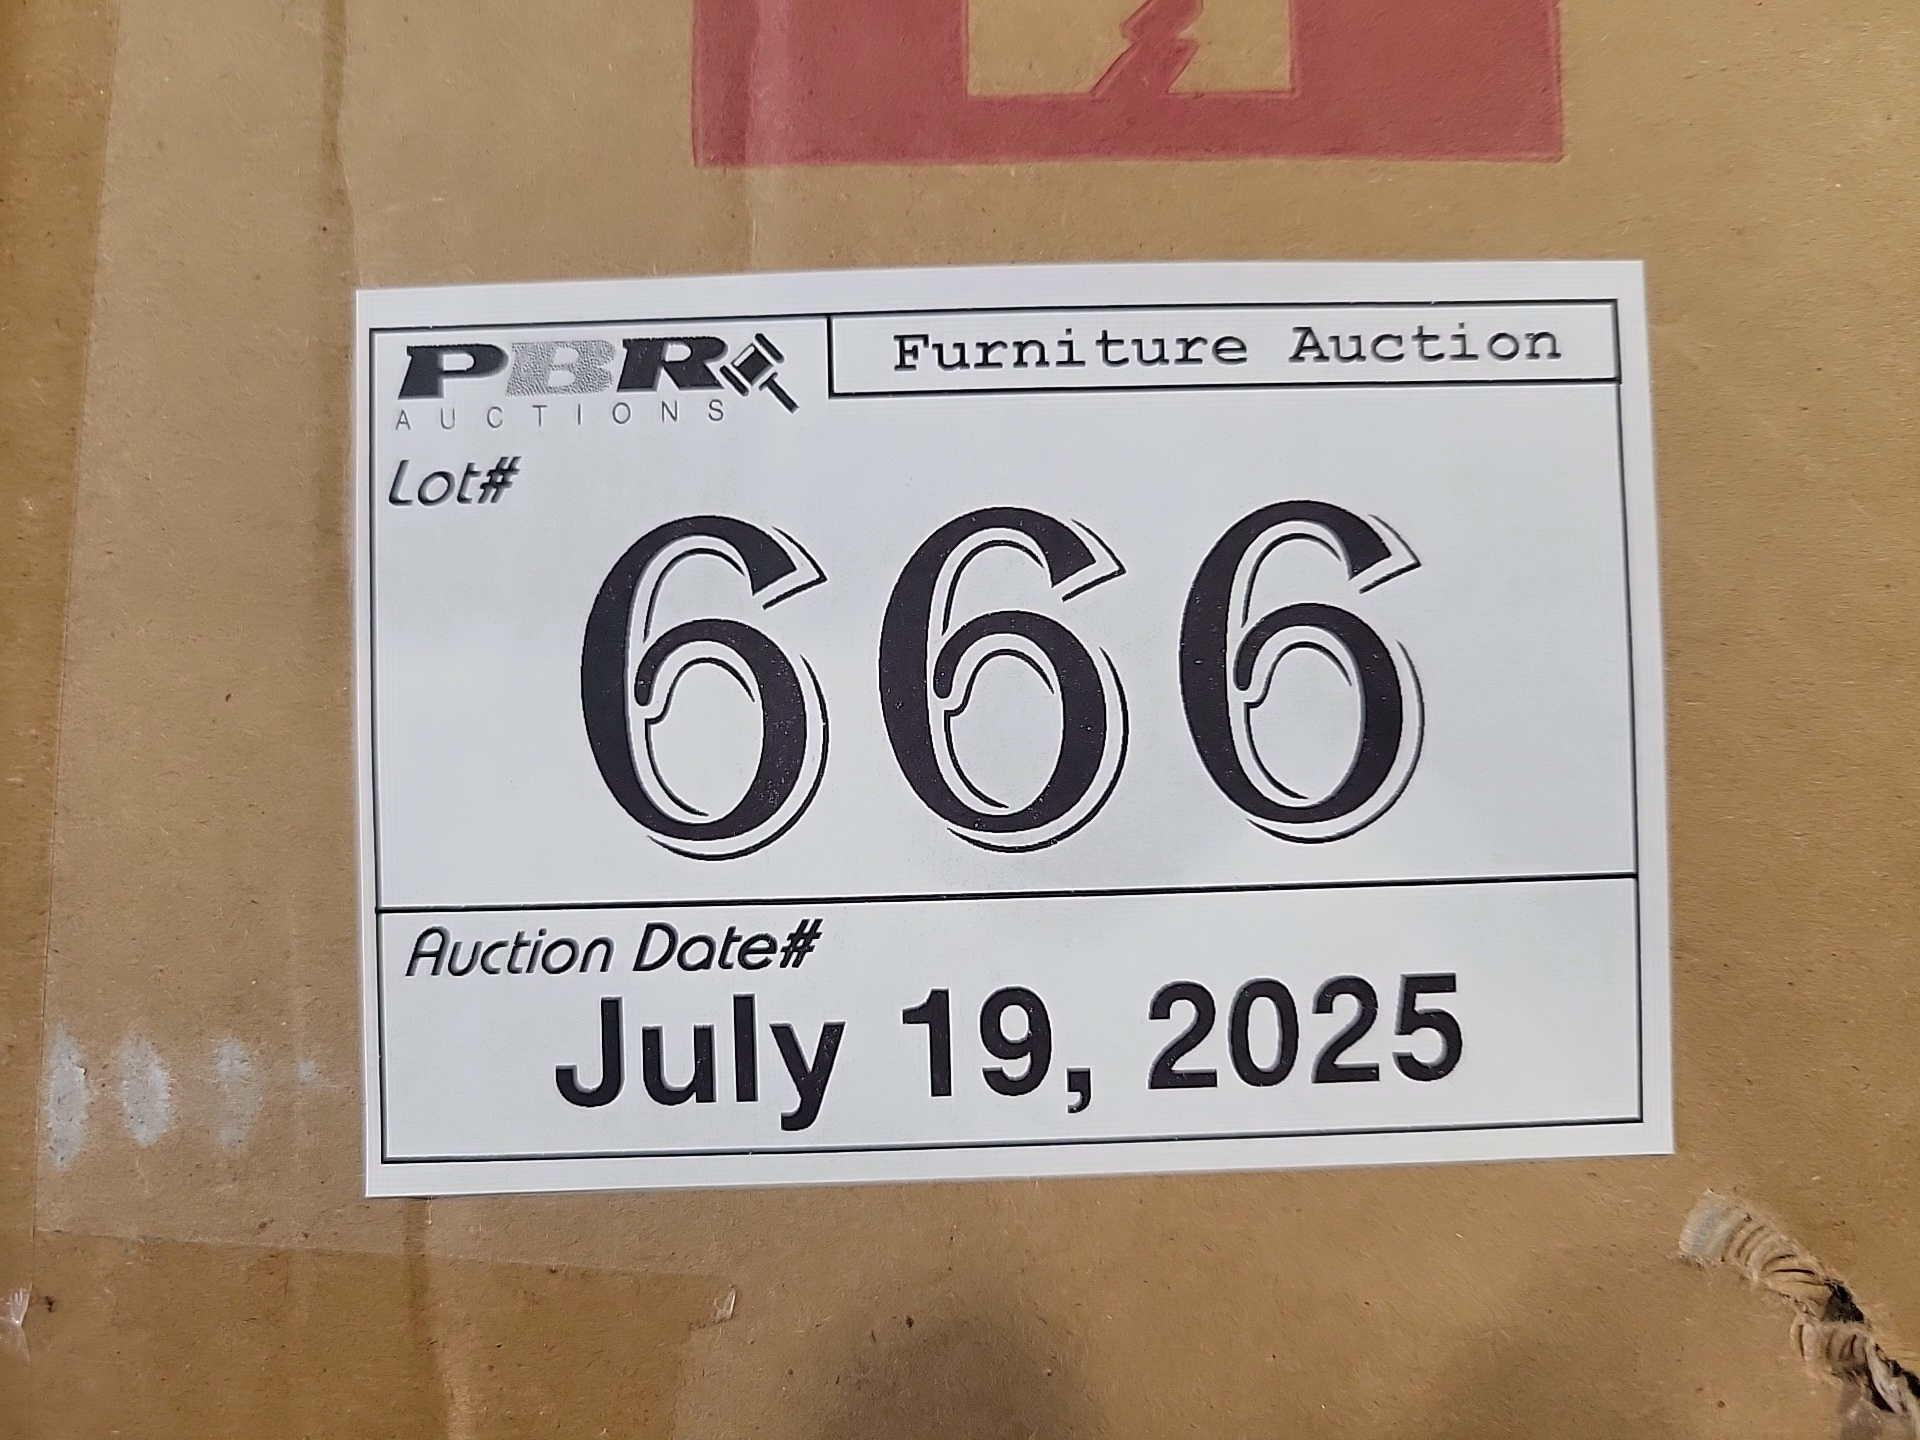 PBR
AUCTIONS
Furniture Auction
Lot#
666
Auction Date#
July 19, 2025